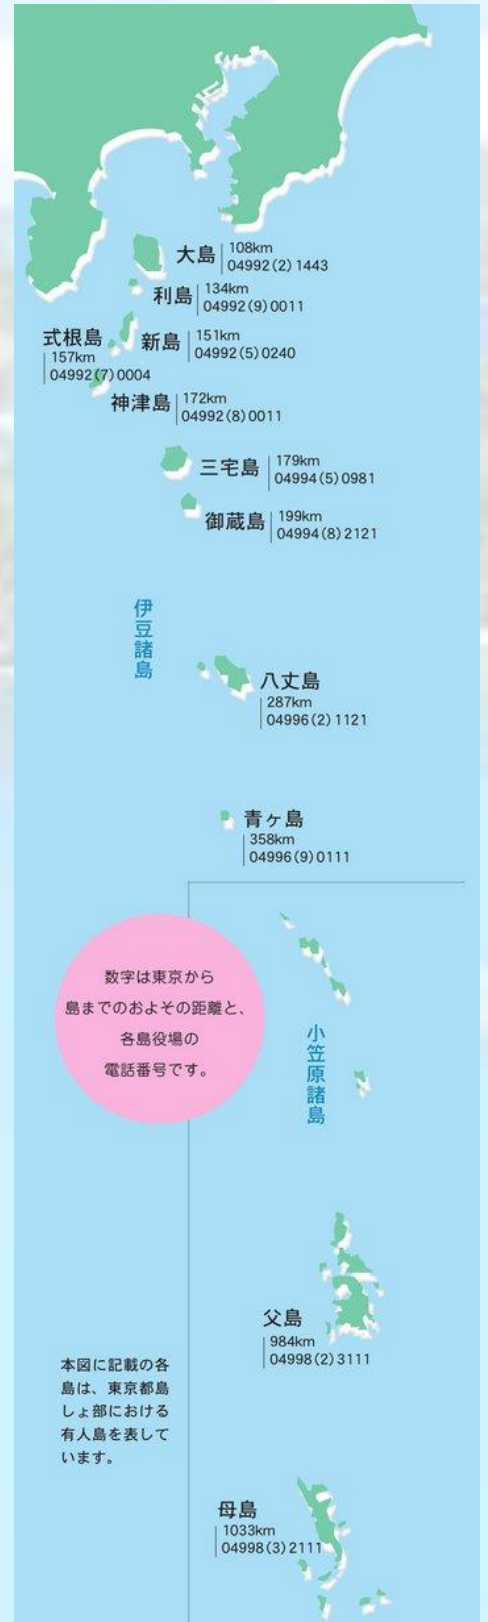 大島
108km
04992(2)1443
利島
134km
04992(9)0011
式根島
157km
04992(7)0004
新島
151km
04992(5)0240
神津島
172km
04992(8)0011
三宅島
179km
04994(5)0981
御蔵島
199km
04994(8)2121
伊豆諸島
八丈島
287km
04996(2)1121
青ヶ島
358km
04996(9)0111
数字は東京から
島までのおよその距離と、
各島役場の
電話番号です。
小笠原諸島
父島
984km
04998(2)3111
本図に記載の各
島は、東京都島
しょ部における
有人島を表して
います。
母島
1033km
04998(3)2111